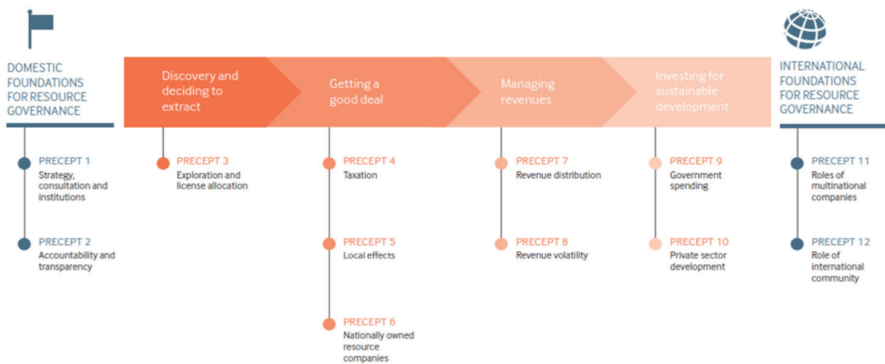 DOMESTIC
FOUNDATIONS
FOR RESOURCE
GOVERNANCE
Discovery and
deciding to
extract
Getting a
good deal
Managing
revenues
Investing for
sustainable
development
INTERNATIONAL
FOUNDATIONS
FOR RESOURCE
GOVERNANCE
PRECEPT 1
Strategy,
consultation and
institutions
PRECEPT 2
Accountability and
transparency
PRECEPT 3
Exploration and
license allocation
PRECEPT 4
Taxation
PRECEPT 5
Local effects
PRECEPT 6
Nationally owned
resource
companies
PRECEPT 7
Revenue distribution
PRECEPT 8
Revenue volatility
PRECEPT 9
Government
spending
PRECEPT 10
Private sector
development
PRECEPT 11
Roles of
multinational
companies
PRECEPT 12
Role of
international
community